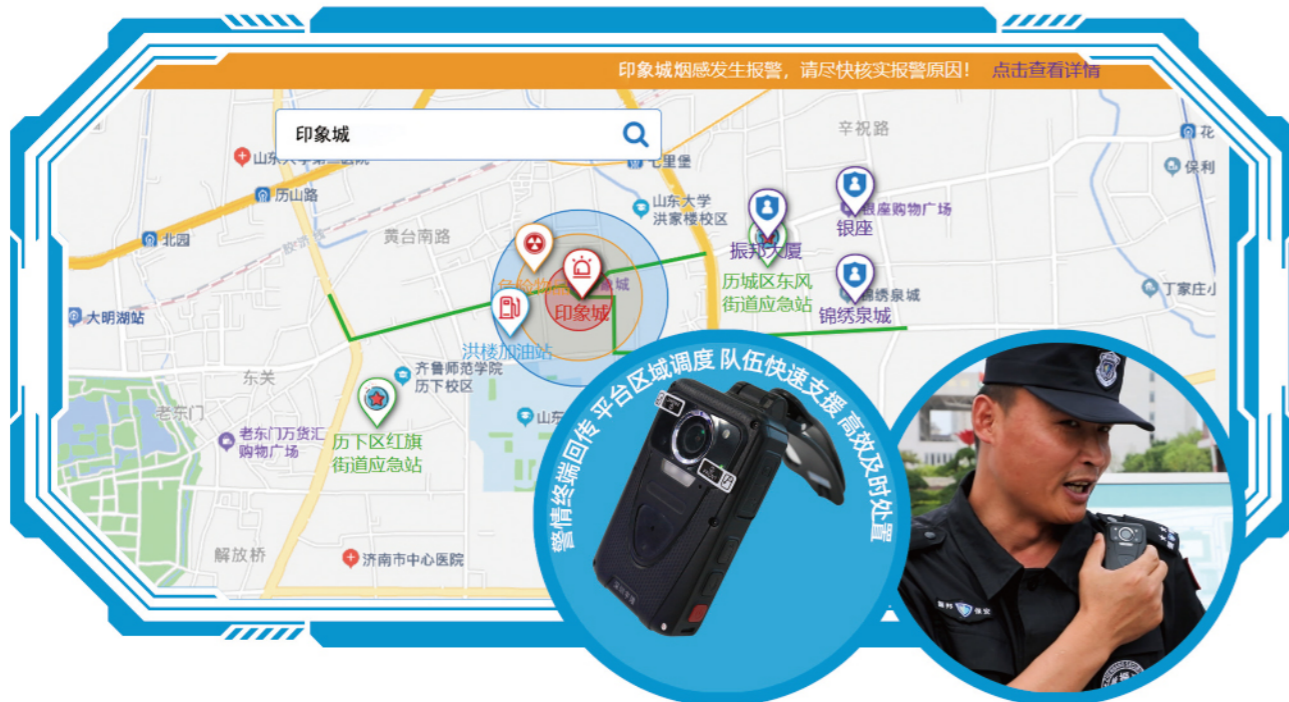 印象城烟感发生报警，请尽快核实报警原因！ 点击查看详情
印象城
辛祝路
花
保利
七里堡
历山路
山东大学
洪家楼校区
银座购物广场
银座
北园
黄台南路
振邦大厦
历城区东风
街道应急站
锦绣泉城
锦绣泉城
丁家庄小
印象城
大明湖站
洪楼加油站
齐鲁师范学院
历下校区
东关
老东门
老东门万货汇
购物广场
历下区红旗
街道应急站
山东
解放桥
济南市中心医院
警情终端回传 平台区域调度 队伍快速支援 高效及时处置
振邦 保安